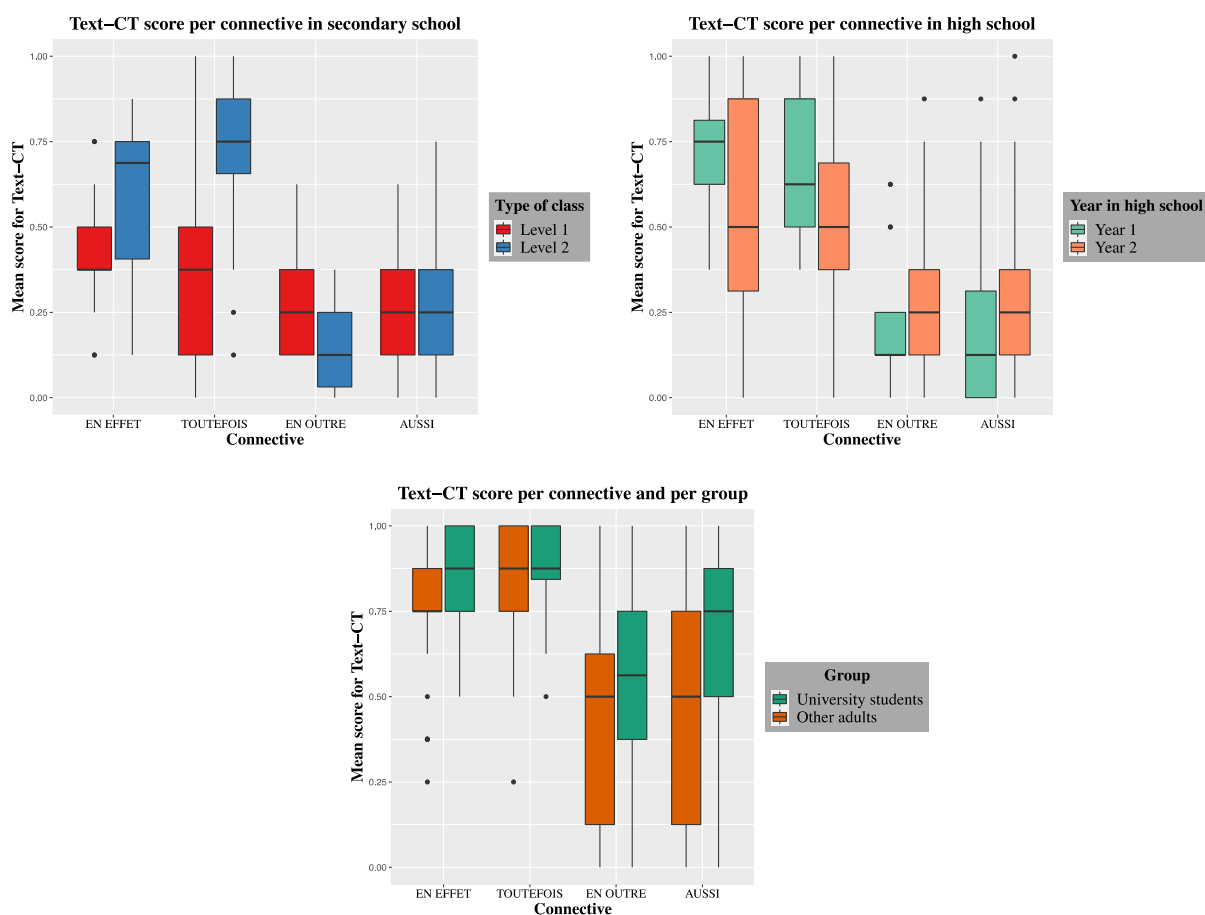 Text−CT score per connective in secondary school
Mean score for Text−CT
1.00
0.75
0.50
0.25
0.00
EN EFFET TOUTEFOIS EN OUTRE AUSSI
Connective
Type of class
Level 1
Level 2
Text−CT score per connective in high school
Mean score for Text−CT
1.00
0.75
0.50
0.25
0.00
EN EFFET TOUTEFOIS EN OUTRE AUSSI
Connective
Year in high school
Year 1
Year 2
Text−CT score per connective and per group
Mean score for Text−CT
1,00
0.75
0.50
0.25
0.00
EN EFFET TOUTEFOIS EN OUTRE AUSSI
Connective
Group
University students
Other adults